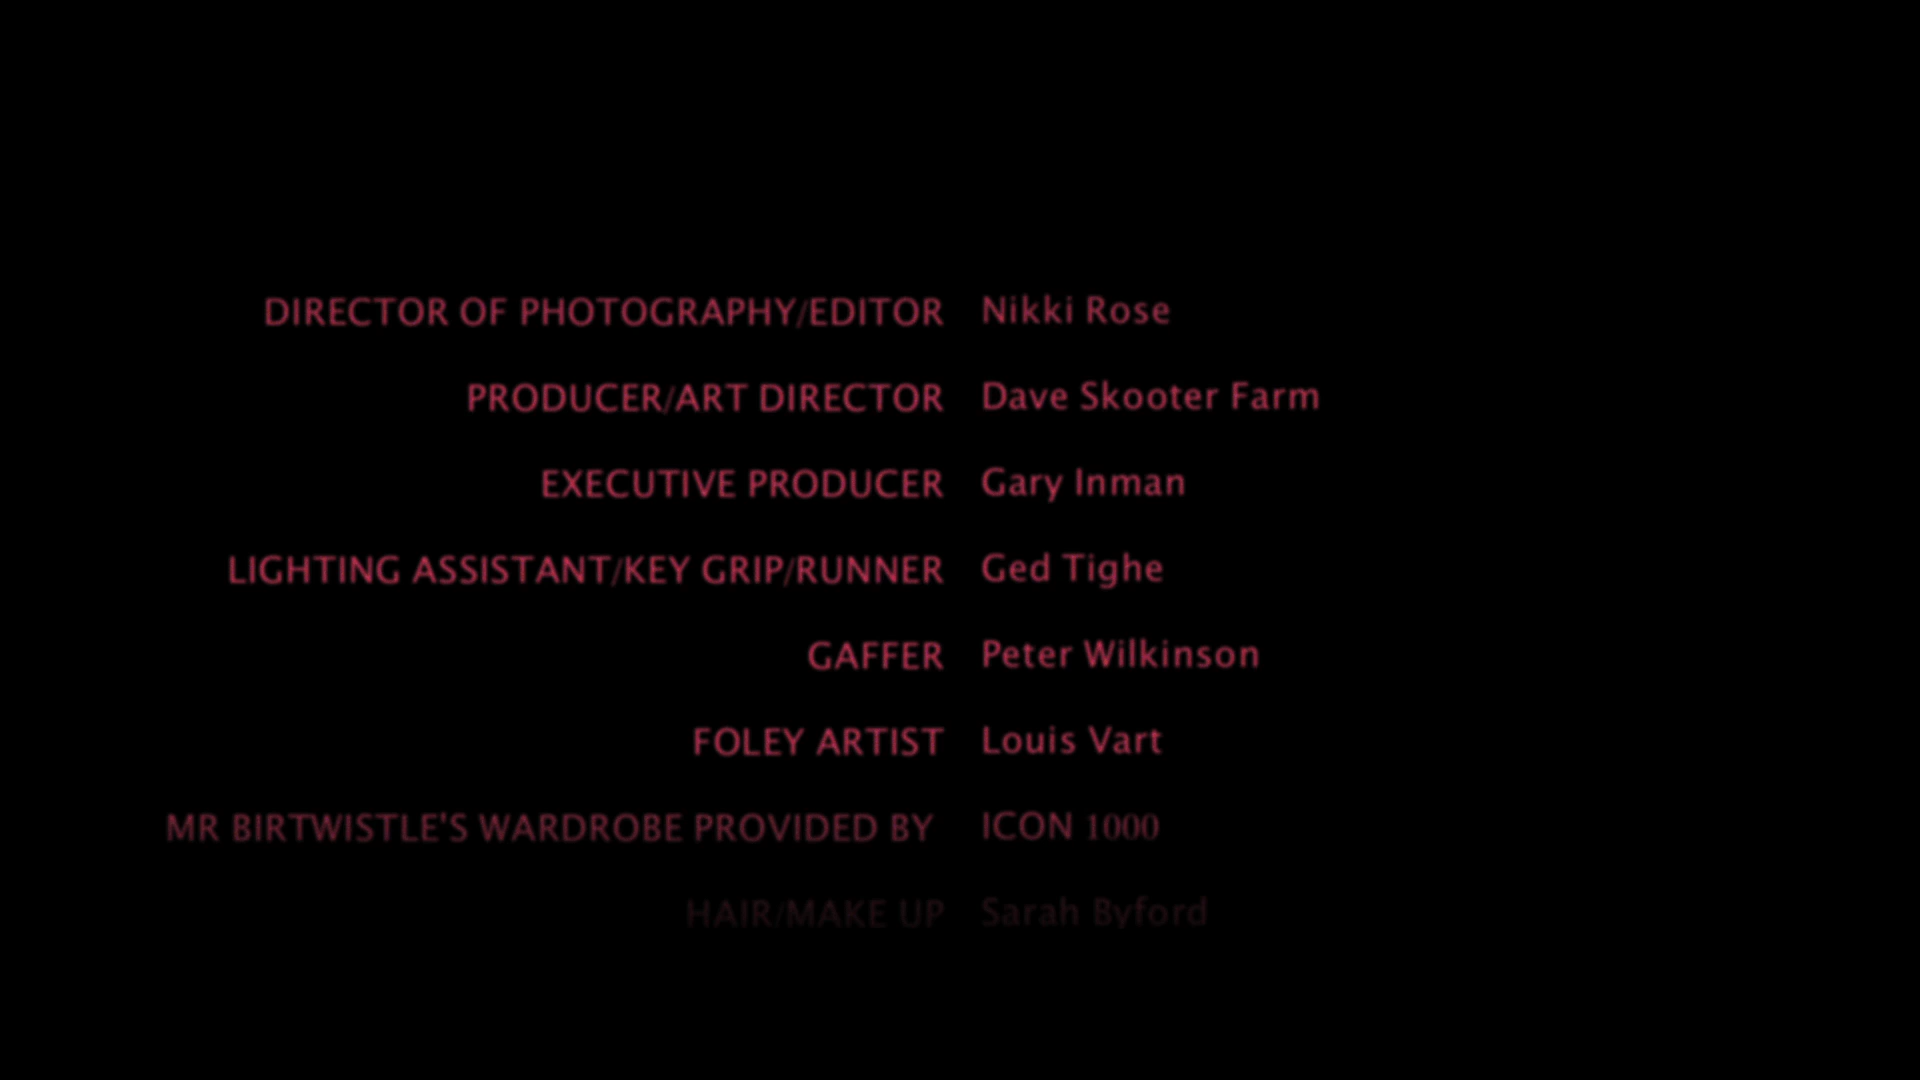 DIRECTOR OF PHOTOGRAPHY/EDITOR Nikki Rose
PRODUCER/ART DIRECTOR Dave Skooter Farm
EXECUTIVE PRODUCER Gary Inman
LIGHTING ASSISTANT/KEY GRIP/RUNNER Ged Tighe
GAFFER Peter Wilkinson
FOLEY ARTIST Louis Vart
MR BIRTWISTLE'S WARDROBE PROVIDED BY ICON 1000
HAIR/MAKE UP Sarah Byford